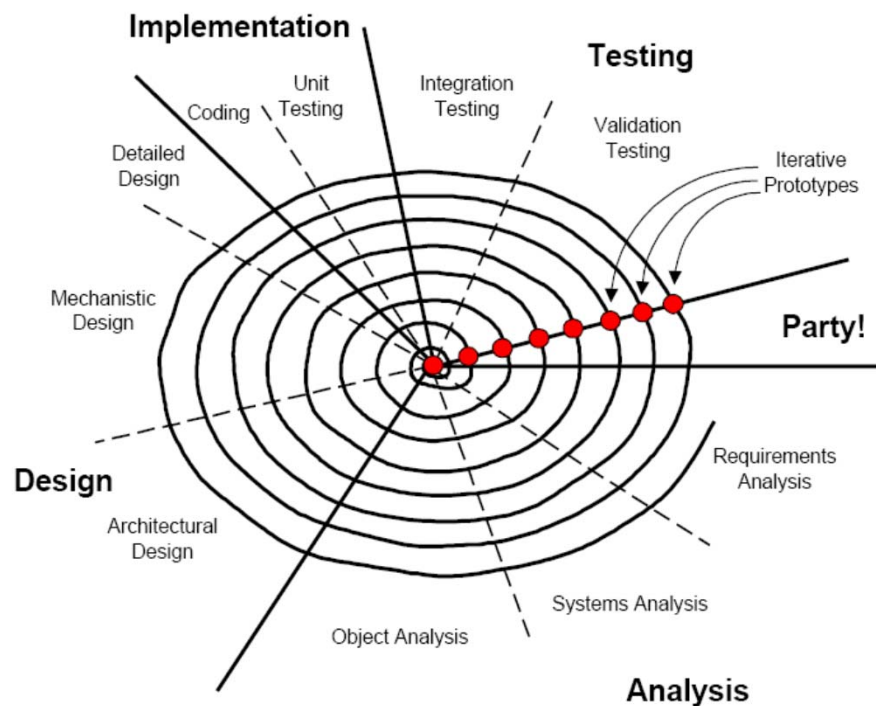 Implementation
Testing
Unit
Testing
Integration
Testing
Coding
Validation
Testing
Detailed
Design
Iterative
Prototypes
Mechanistic
Design
Party!
Requirements
Analysis
Design
Architectural
Design
Systems Analysis
Object Analysis
Analysis